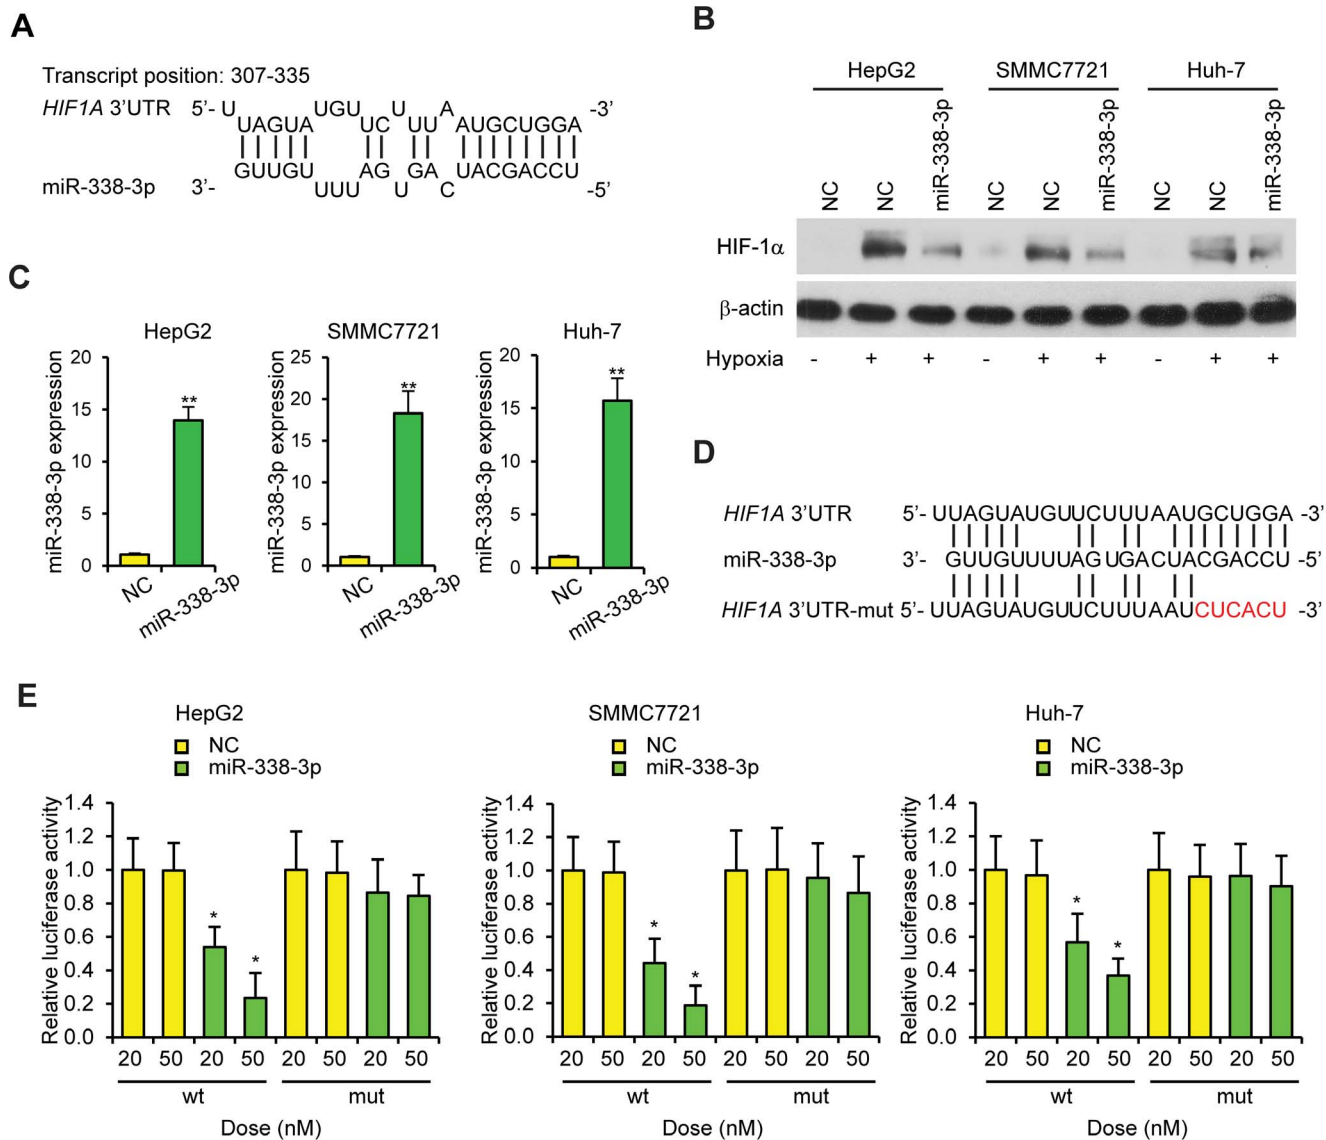 A
Transcript position: 307-335
HIF1A 3'UTR 5'- U UGU U A -3'
UAGUA UC UU AUGCUGGA
GUUGU AG GA UACGACCU
miR-338-3p 3'- UUU U C -5'
B
HepG2 SMMC7721 Huh-7
NC NC miR-338-3p NC NC miR-338-3p NC NC miR-338-3p
HIF-1α
β-actin
Hypoxia - + + - + + - + +
C
HepG2
miR-338-3p expression
20
15
10
5
0
**
NC miR-338-3p
SMMC7721
miR-338-3p expression
25
20
15
10
5
0
**
NC miR-338-3p
Huh-7
miR-338-3p expression
20
15
10
5
0
**
NC miR-338-3p
D
HIF1A 3'UTR 5'- UUAGUAUGUUCUUUAAUGCUGGA -3'
miR-338-3p 3'- GUUGUUUUAGUGACUACGACCU -5'
HIF1A 3'UTR-mut 5'- UUAGUAUGUUCUUUAAUCUCACU -3'
E
HepG2
NC
miR-338-3p
Relative luciferase activity
1.4
1.2
1.0
0.8
0.6
0.4
0.2
0.0
* *
20 50 20 50 20 50 20 50
wt mut
Dose (nM)
SMMC7721
NC
miR-338-3p
Relative luciferase activity
1.4
1.2
1.0
0.8
0.6
0.4
0.2
0.0
* *
20 50 20 50 20 50 20 50
wt mut
Dose (nM)
Huh-7
NC
miR-338-3p
Relative luciferase activity
1.4
1.2
1.0
0.8
0.6
0.4
0.2
0.0
* *
20 50 20 50 20 50 20 50
wt mut
Dose (nM)